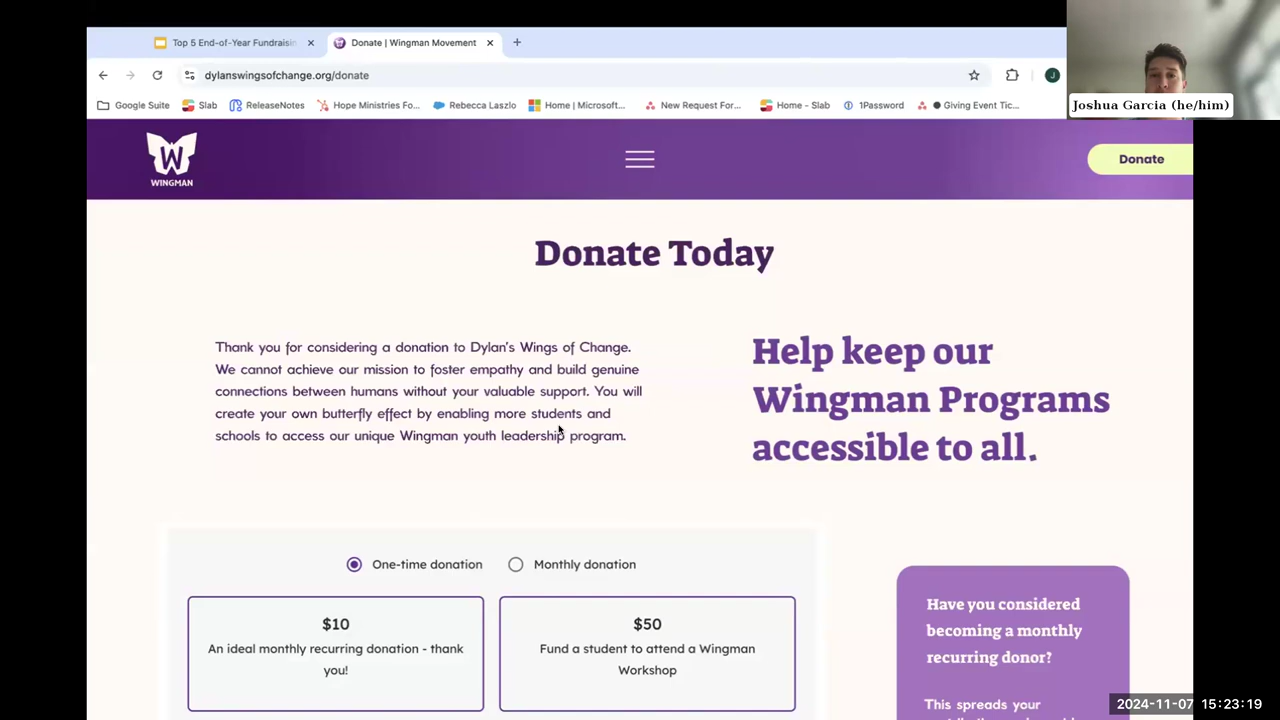 Top 5 End-of-Year Fundraisin
Donate | Wingman Movement
dylanswingsofchange.org/donate
Google Suite
Slab
ReleaseNotes
Hope Ministries Fo...
Rebecca Laszlo
Home | Microsoft...
New Request For...
Home - Slab
1Password
Giving Event Tic...
Joshua Garcia (he/him)
W
WINGMAN
Donate
Donate Today
Thank you for considering a donation to Dylan's Wings of Change.
We cannot achieve our mission to foster empathy and build genuine
connections between humans without your valuable support. You will
create your own butterfly effect by enabling more students and
schools to access our unique Wingman youth leadership program.
Help keep our
Wingman Programs
accessible to all.
One-time donation
Monthly donation
$10
An ideal monthly recurring donation - thank
you!
$50
Fund a student to attend a Wingman
Workshop
Have you considered
becoming a monthly
recurring donor?
This spreads your
2024-11-07 15:23:19